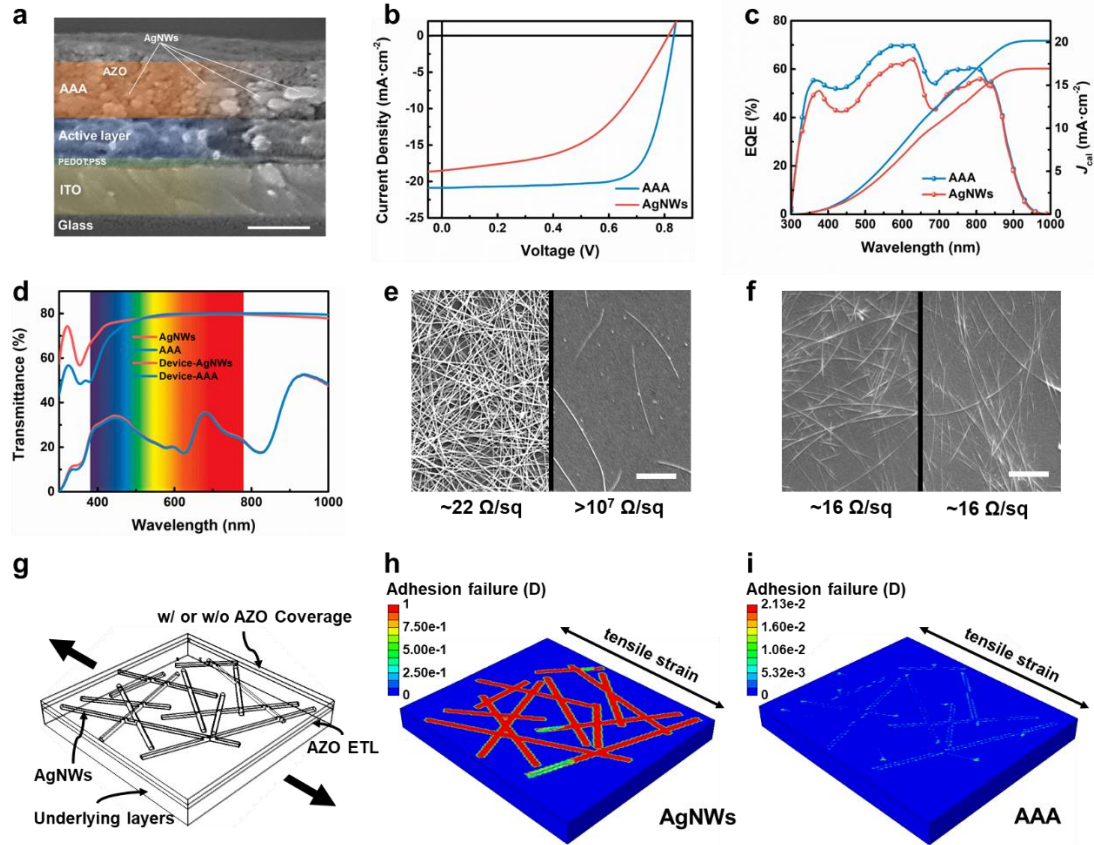 a
AgNWs
AZO
AAA
Active layer
PEDOT:PSS
ITO
Glass
b
Current Density (mA·cm⁻²)
0
-5
-10
-15
-20
-25
0.0 0.2 0.4 0.6 0.8
Voltage (V)
AAA
AgNWs
c
EQE (%)
80
70
60
50
40
30
20
10
0
300 400 500 600 700 800 900 1000
Wavelength (nm)
20
15
10
5
0
J_cal (mA·cm⁻²)
AAA
AgNWs
d
Transmittance (%)
80
60
40
20
0
400 600 800 1000
Wavelength (nm)
AgNWs
AAA
Device-AgNWs
Device-AAA
e
~22 Ω/sq >10⁷ Ω/sq
f
~16 Ω/sq ~16 Ω/sq
g
w/ or w/o AZO Coverage
AZO ETL
AgNWs
Underlying layers
h
Adhesion failure (D)
1
7.50e-1
5.00e-1
2.50e-1
0
tensile strain
AgNWs
i
Adhesion failure (D)
2.13e-2
1.60e-2
1.06e-2
5.32e-3
0
tensile strain
AAA